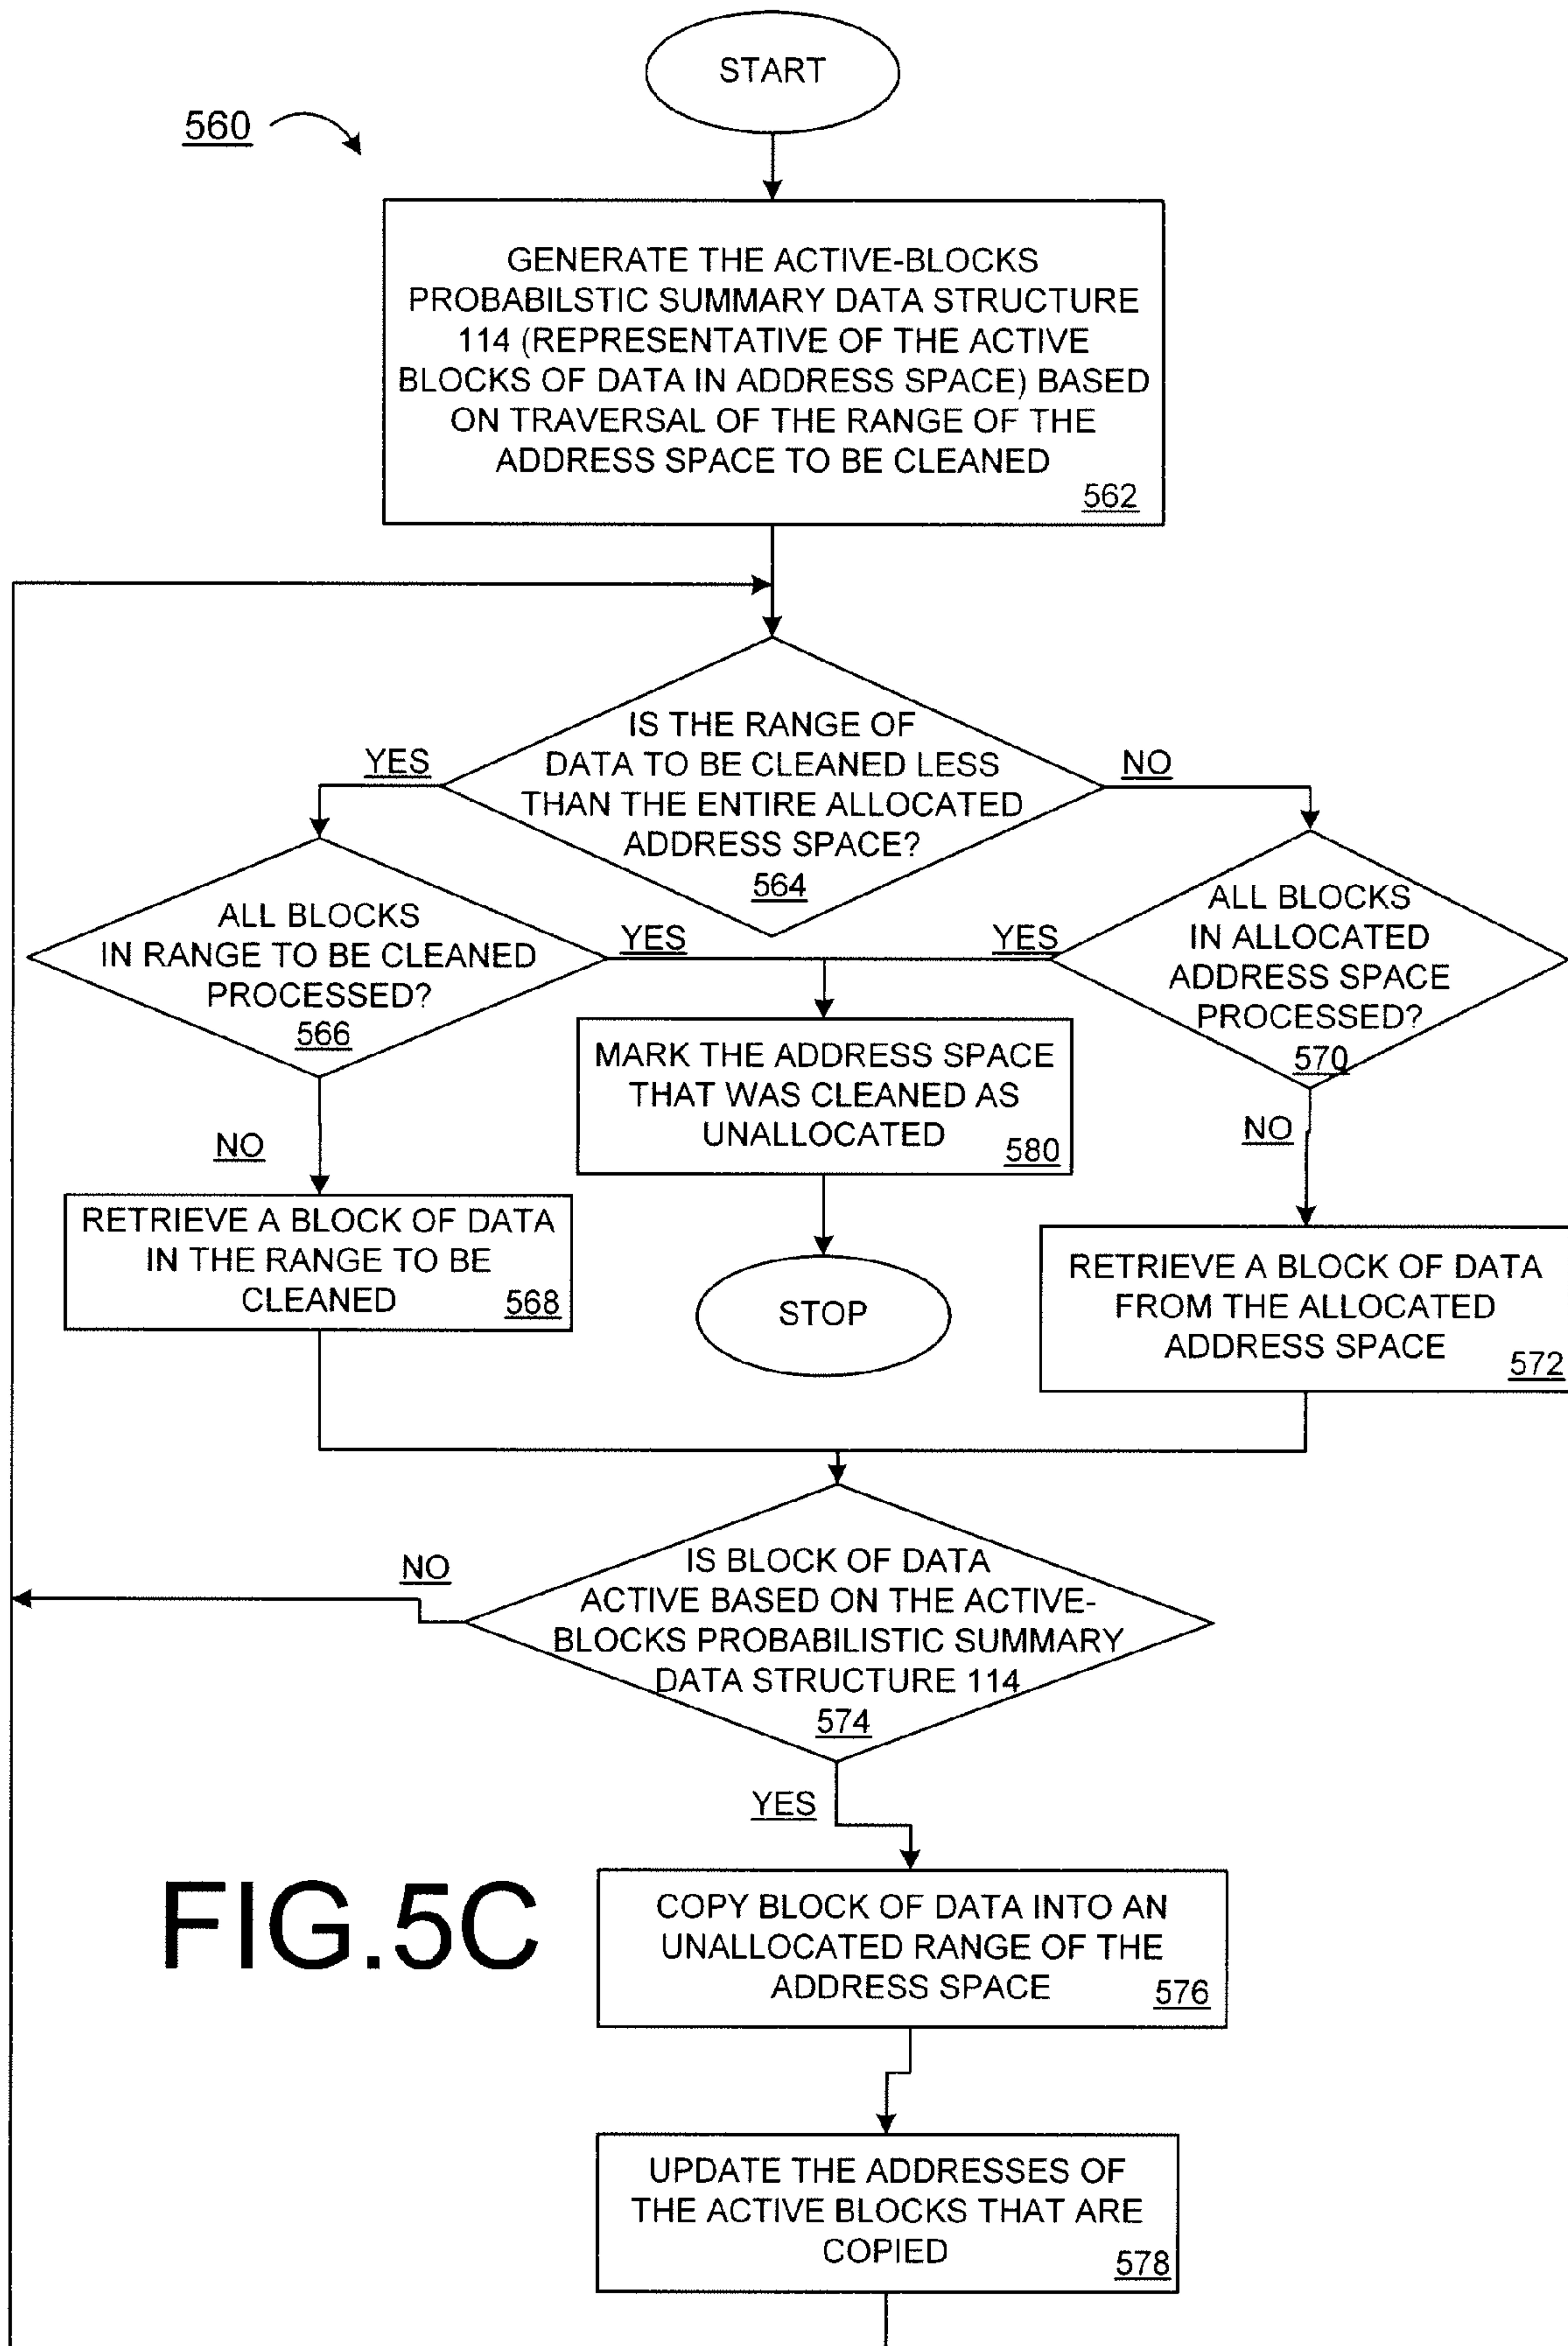 START
560
GENERATE THE ACTIVE-BLOCKS
PROBABILSTIC SUMMARY DATA STRUCTURE
114 (REPRESENTATIVE OF THE ACTIVE
BLOCKS OF DATA IN ADDRESS SPACE) BASED
ON TRAVERSAL OF THE RANGE OF THE
ADDRESS SPACE TO BE CLEANED
562
IS THE RANGE OF
DATA TO BE CLEANED LESS
THAN THE ENTIRE ALLOCATED
ADDRESS SPACE?
564
YES
NO
ALL BLOCKS
IN RANGE TO BE CLEANED
PROCESSED?
566
YES
YES
ALL BLOCKS
IN ALLOCATED
ADDRESS SPACE
PROCESSED?
570
MARK THE ADDRESS SPACE
THAT WAS CLEANED AS
UNALLOCATED
580
NO
NO
RETRIEVE A BLOCK OF DATA
IN THE RANGE TO BE
CLEANED
568
STOP
RETRIEVE A BLOCK OF DATA
FROM THE ALLOCATED
ADDRESS SPACE
572
IS BLOCK OF DATA
ACTIVE BASED ON THE ACTIVE-
BLOCKS PROBABILISTIC SUMMARY
DATA STRUCTURE 114
574
NO
YES
COPY BLOCK OF DATA INTO AN
UNALLOCATED RANGE OF THE
ADDRESS SPACE
576
FIG.5C
UPDATE THE ADDRESSES OF
THE ACTIVE BLOCKS THAT ARE
COPIED
578